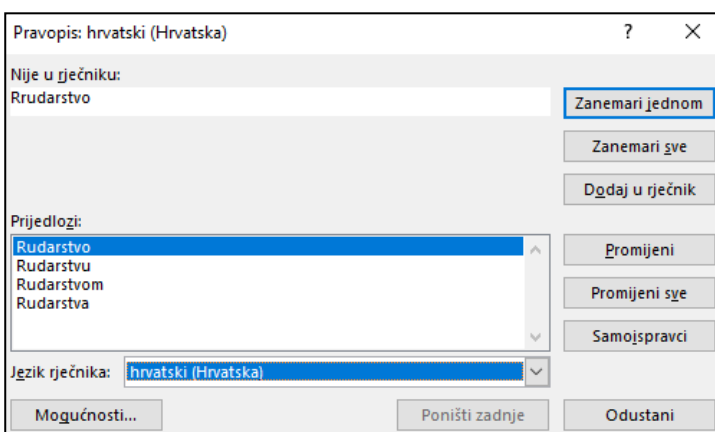 Pravopis: hrvatski (Hrvatska) ?
Nije u rječniku:
Rrudarstvo
Zanemari jednom
Zanemari sve
Dodaj u rječnik
Prijedlozi:
Rudarstvo
Rudarstvu
Rudarstvom
Rudarstva
Promijeni
Promijeni sve
Samoispravci
Jezik rječnika: hrvatski (Hrvatska)
Mogućnosti... Poništi zadnje Odustani